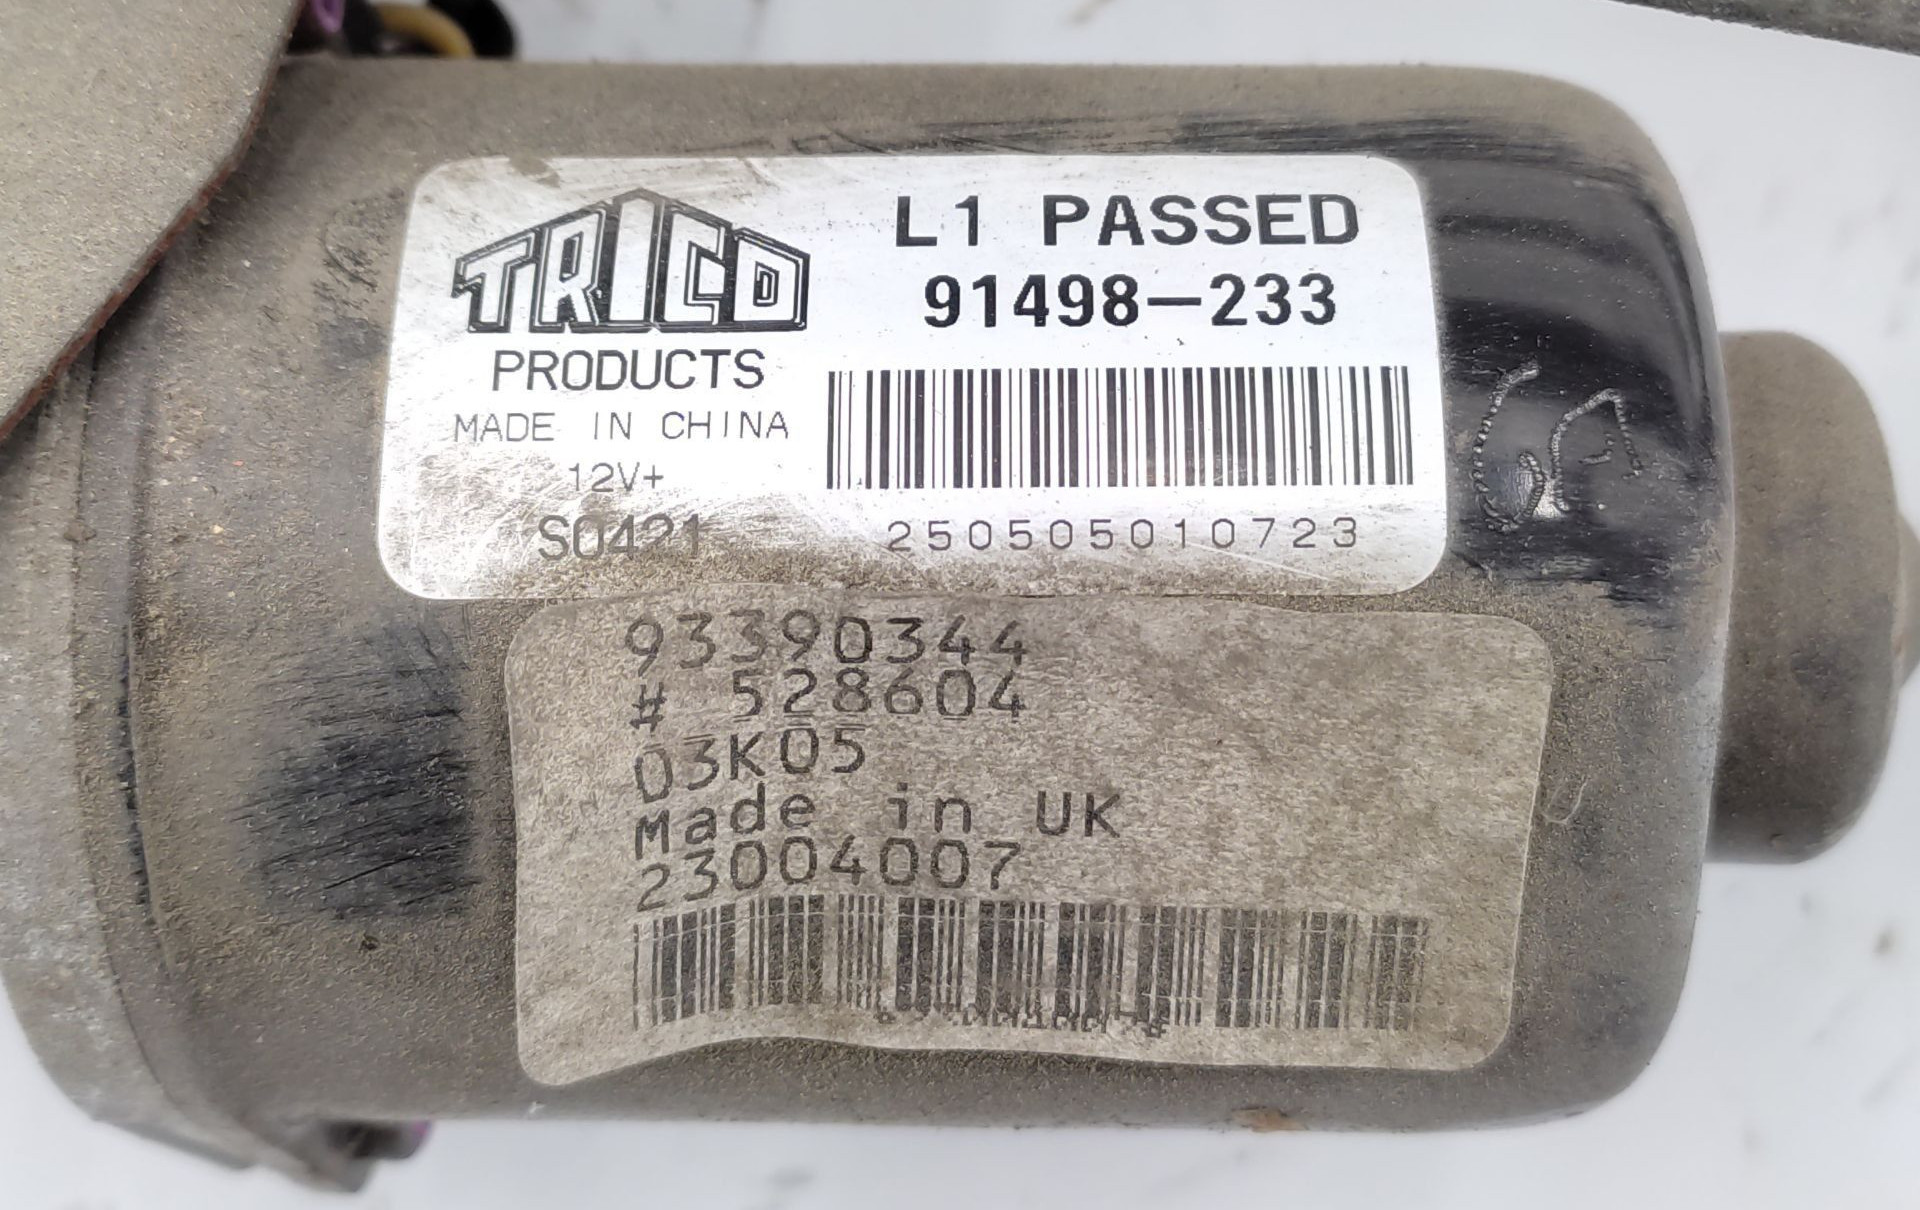 TRICO
PRODUCTS
MADE IN CHINA
12V+
S0421
L1 PASSED
91498-233
250505010723
93390344
# 528604
03K05
Made in UK
23004007